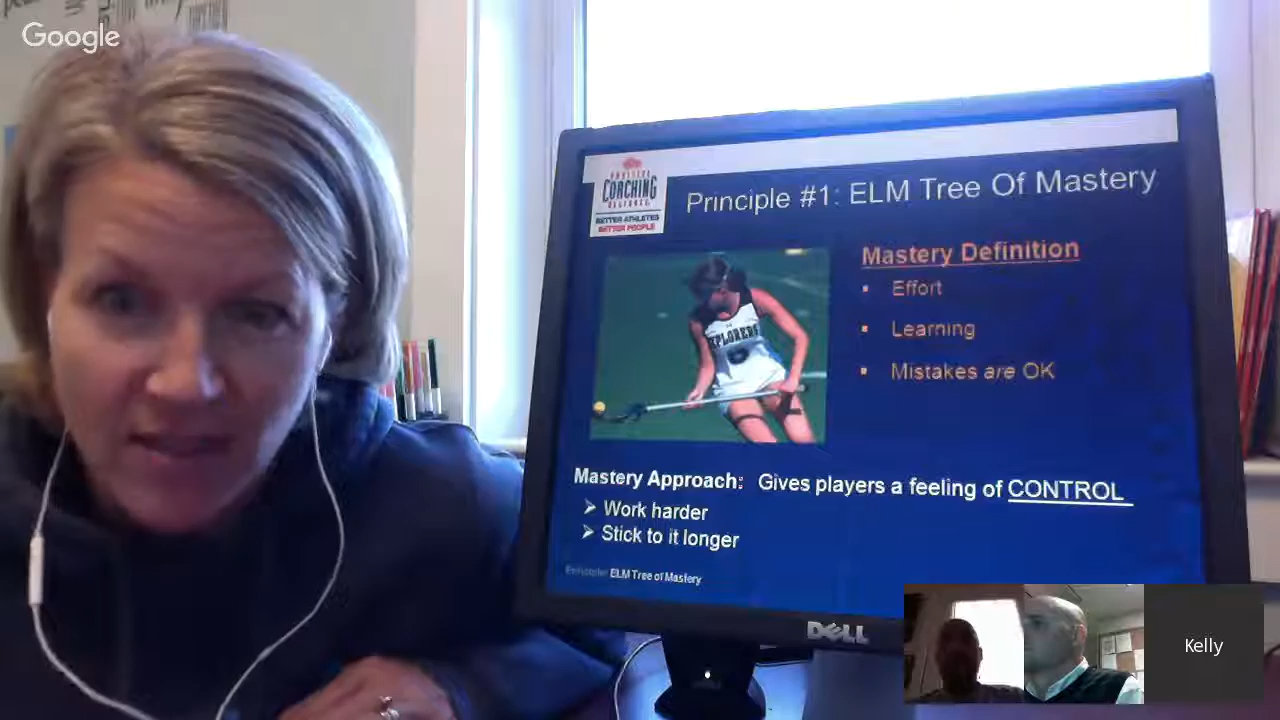 Google
POSITIVE
COACHING
ALLIANCE
BETTER ATHLETES
BETTER PEOPLE
Principle #1: ELM Tree Of Mastery
Mastery Definition
Effort
Learning
Mistakes are OK
EXPLORERS
Mastery Approach: Gives players a feeling of CONTROL
Work harder
Stick to it longer
ELM Tree of Mastery
DELL
Kelly